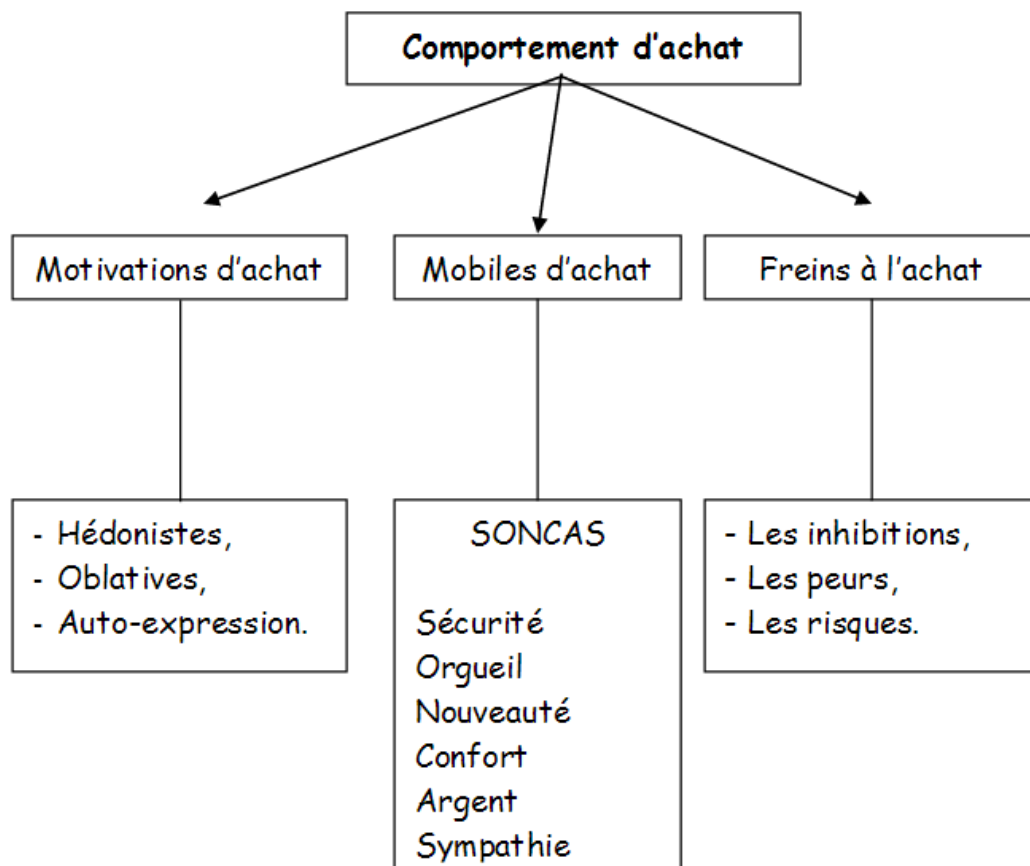 Comportement d'achat
Motivations d'achat
Mobiles d'achat
Freins à l'achat
- Hédonistes,
- Oblatives,
- Auto-expression.
SONCAS
Sécurité
Orgueil
Nouveauté
Confort
Argent
Sympathie
- Les inhibitions,
- Les peurs,
- Les risques.